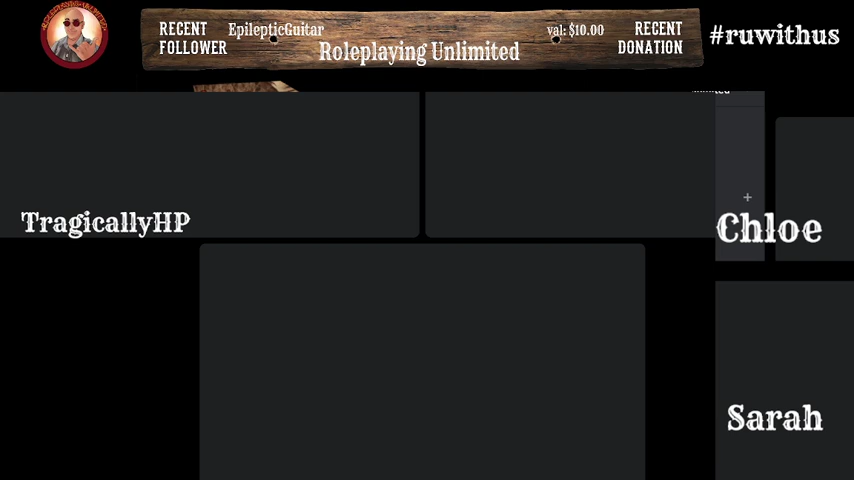 RECENT
FOLLOWER
EpilepticGuitar
Roleplaying Unlimited
val: $10.00
RECENT
DONATION
#ruwithus
TragicallyHP
Chloe
Sarah